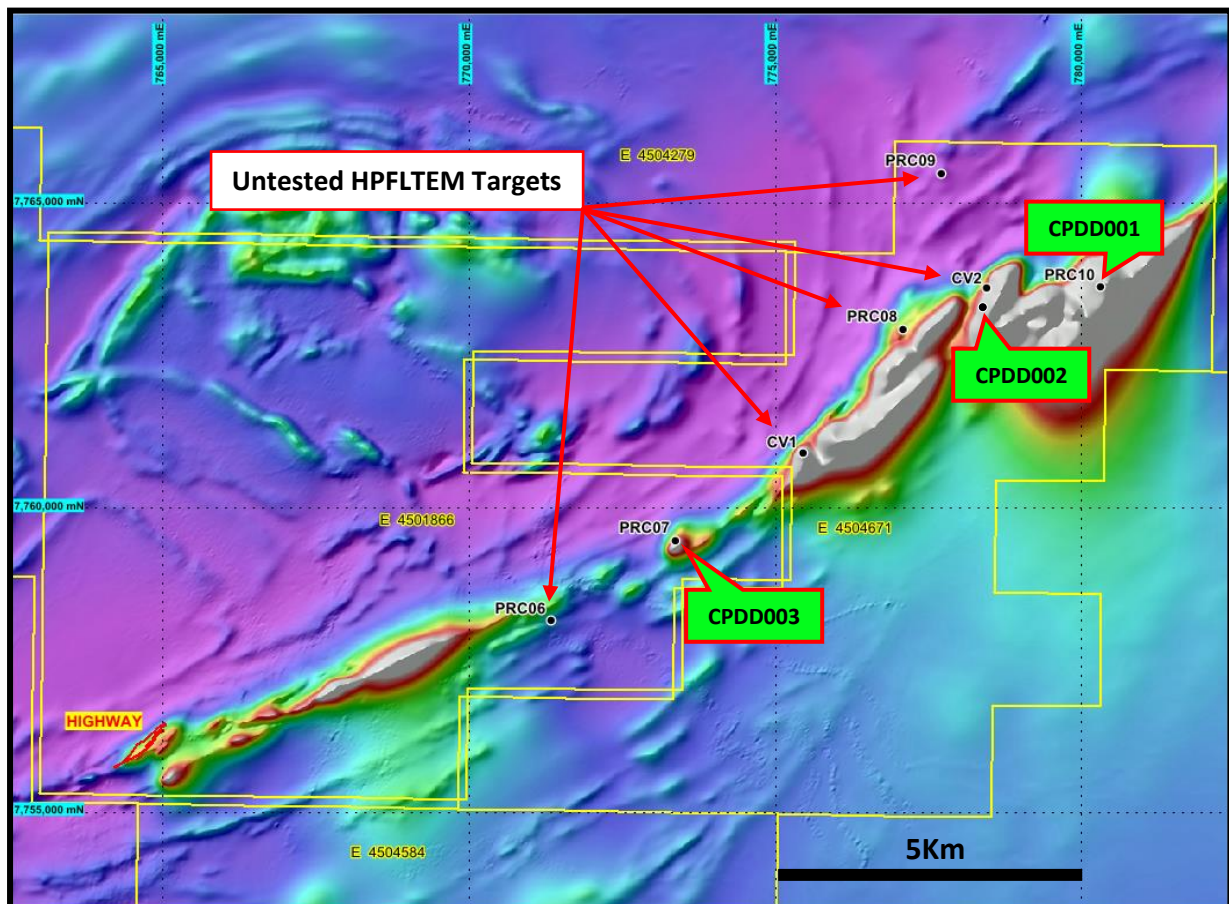 765,000 mE
770,000 mE
775,000 mE
780,000 mE
E 4504279
PRC09
Untested HPFLTEM Targets
7,765,000 mN
CPDD001
CV2
PRC10
PRC08
CPDD002
CV1
7,760,000 mN
E 4501866
E 4504671
PRC07
PRC06
CPDD003
HIGHWAY
7,755,000 mN
E 4504584
5Km